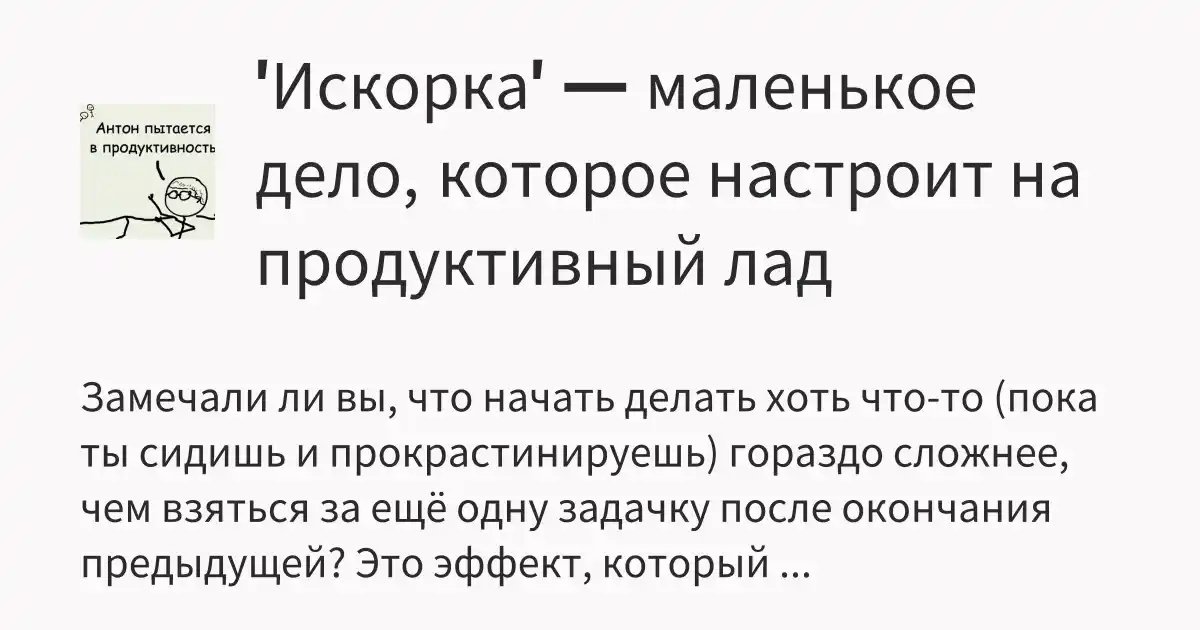 'Искорка' — маленькое
дело, которое настроит на
продуктивный лад
Антон пытается
в продуктивность
Замечали ли вы, что начать делать хоть что-то (пока
ты сидишь и прокрастинируешь) гораздо сложнее,
чем взяться за ещё одну задачку после окончания
предыдущей? Это эффект, который ...